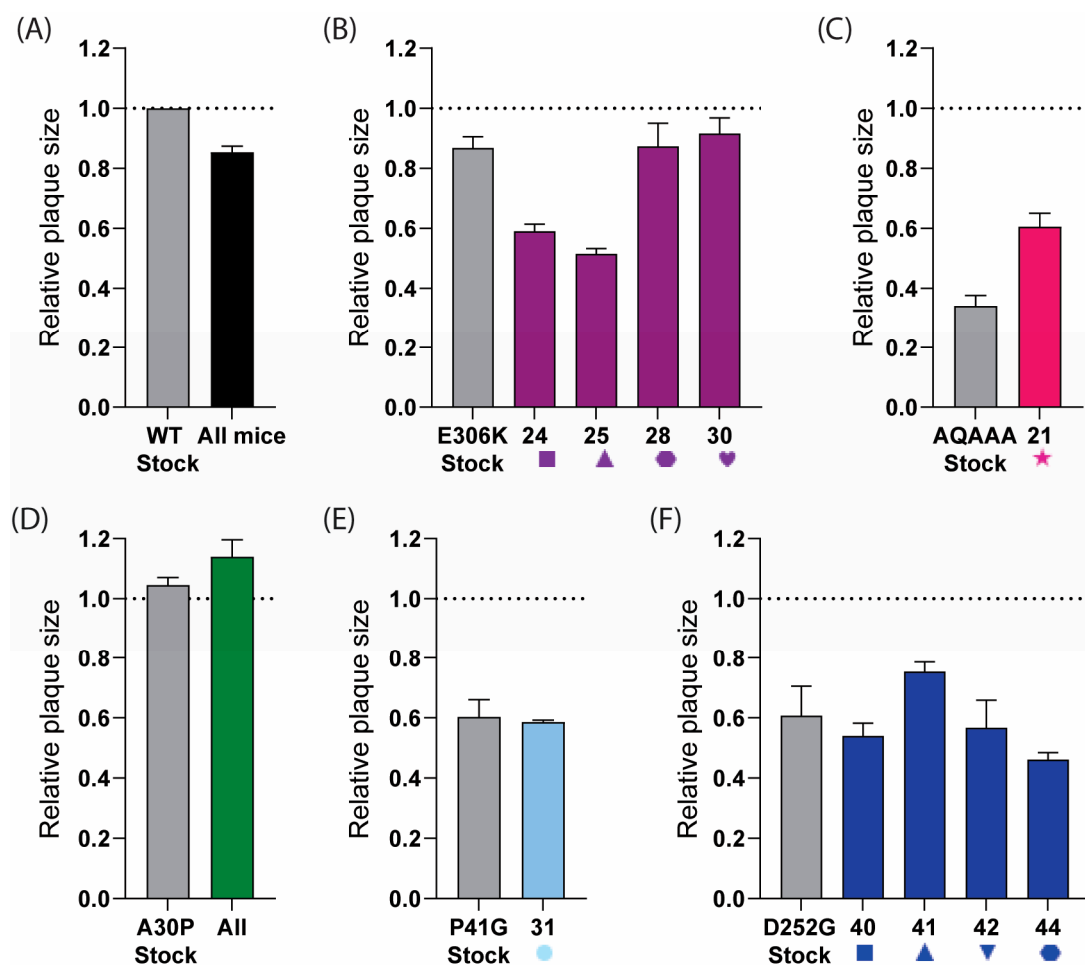 (A)
Relative plaque size
1.2
1.0
0.8
0.6
0.4
0.2
0.0
WT All mice
Stock
(B)
Relative plaque size
1.2
1.0
0.8
0.6
0.4
0.2
0.0
E306K 24 25 28 30
Stock
(C)
Relative plaque size
1.2
1.0
0.8
0.6
0.4
0.2
0.0
AQAAA 21
Stock
(D)
Relative plaque size
1.2
1.0
0.8
0.6
0.4
0.2
0.0
A30P All
Stock
(E)
Relative plaque size
1.2
1.0
0.8
0.6
0.4
0.2
0.0
P41G 31
Stock
(F)
Relative plaque size
1.2
1.0
0.8
0.6
0.4
0.2
0.0
D252G 40 41 42 44
Stock